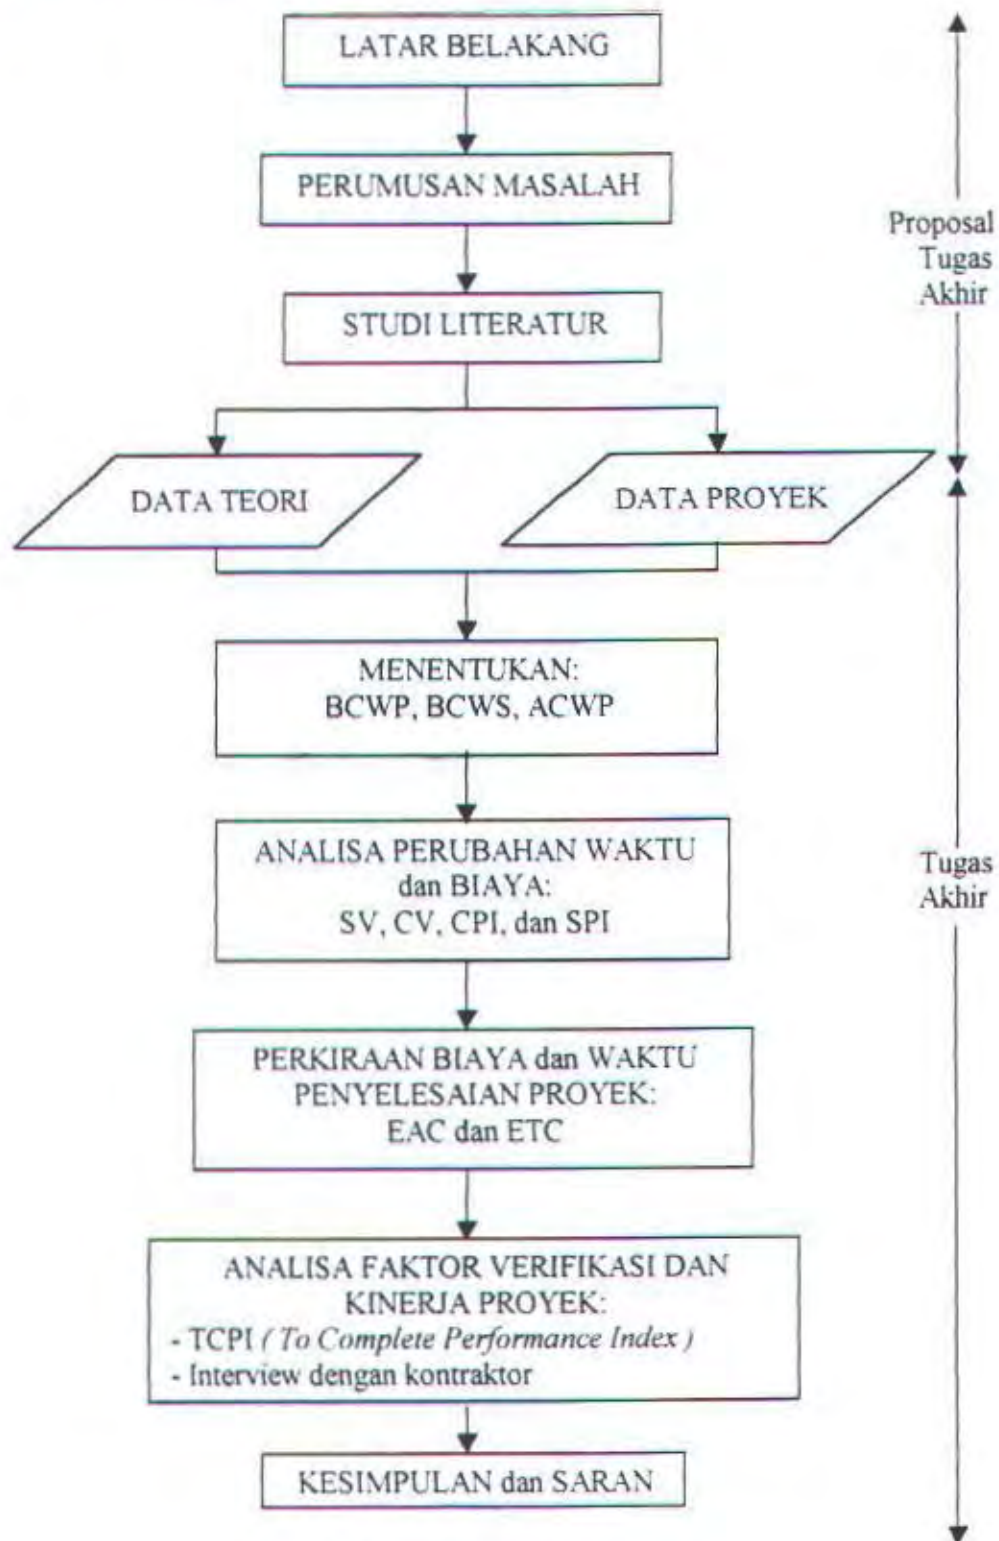 LATAR BELAKANG
PERUMUSAN MASALAH
STUDI LITERATUR
Proposal
Tugas
Akhir
DATA TEORI
DATA PROYEK
MENENTUKAN:
BCWP, BCWS, ACWP
ANALISA PERUBAHAN WAKTU
dan BIAYA:
SV, CV, CPI, dan SPI
Tugas
Akhir
PERKIRAAN BIAYA dan WAKTU
PENYELESAIAN PROYEK:
EAC dan ETC
ANALISA FAKTOR VERIFIKASI DAN
KINERJA PROYEK:
- TCPI ( To Complete Performance Index )
- Interview dengan kontraktor
KESIMPULAN dan SARAN